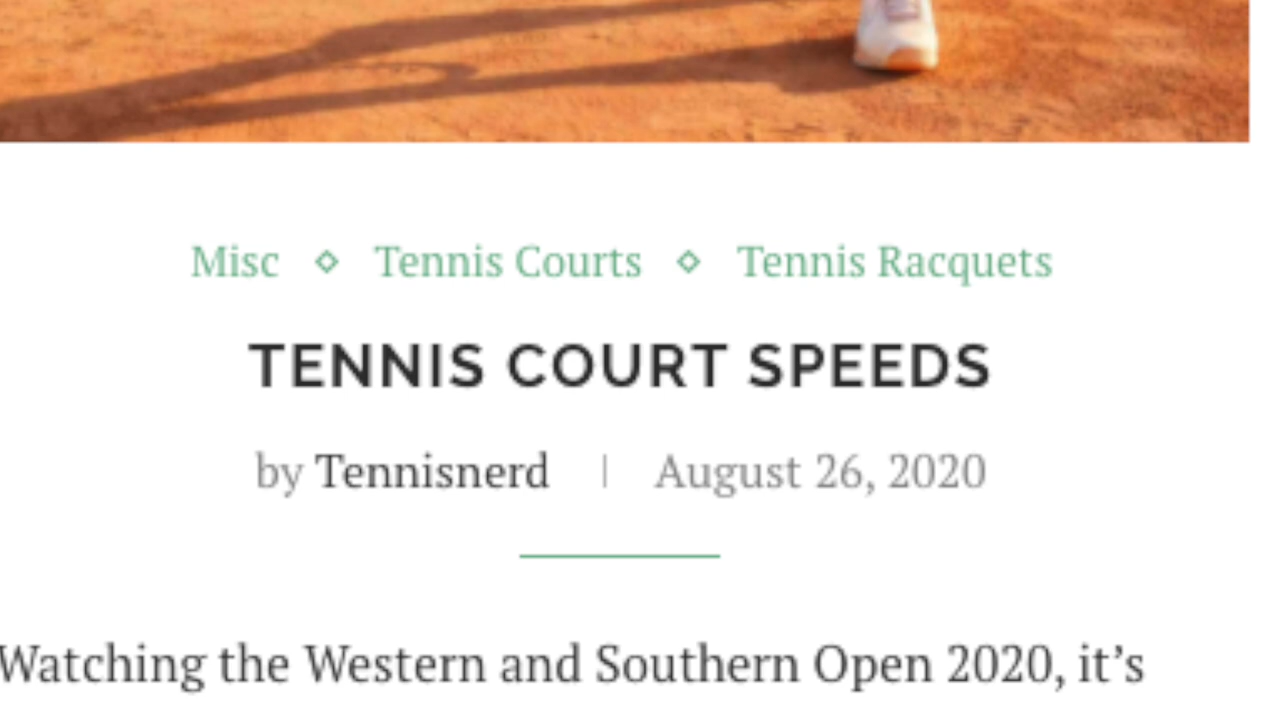 Misc ◇ Tennis Courts ◇ Tennis Racquets
TENNIS COURT SPEEDS
by Tennisnerd | August 26, 2020
Watching the Western and Southern Open 2020, it’s